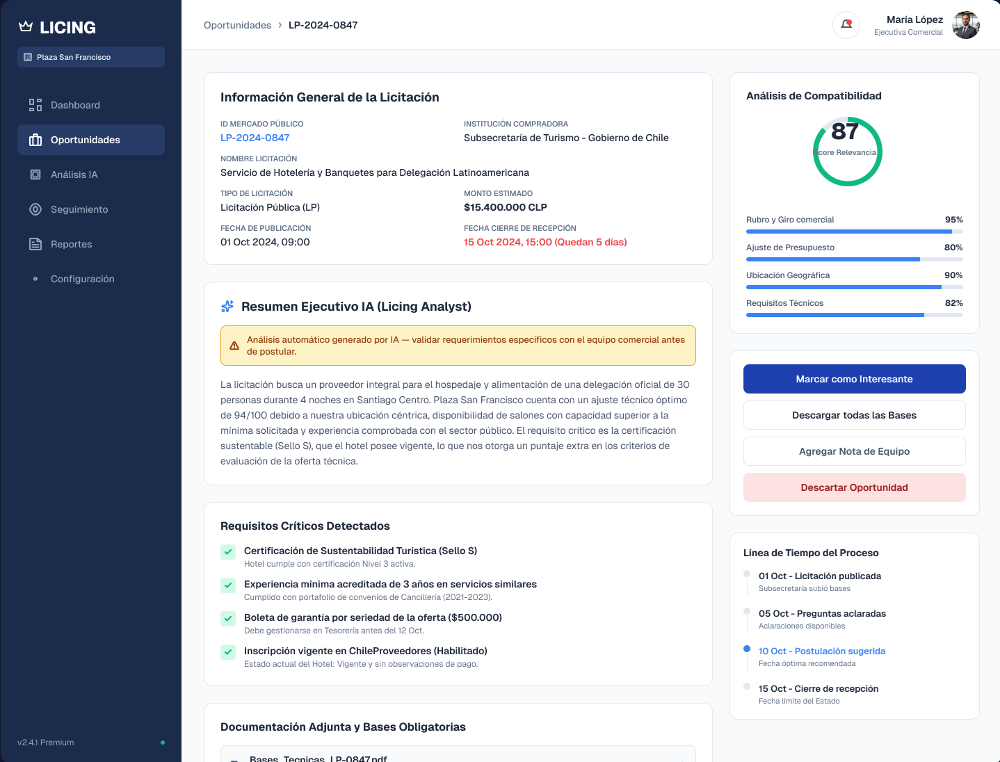 LICING
Plaza San Francisco
Dashboard
Oportunidades
Análisis IA
Seguimiento
Reportes
Configuración
v2.4.1 Premium
Oportunidades › LP-2024-0847
María López
Ejecutiva Comercial
Información General de la Licitación
ID MERCADO PÚBLICO
LP-2024-0847
INSTITUCIÓN COMPRADORA
Subsecretaría de Turismo - Gobierno de Chile
NOMBRE LICITACIÓN
Servicio de Hotelería y Banquetes para Delegación Latinoamericana
TIPO DE LICITACIÓN
Licitación Pública (LP)
MONTO ESTIMADO
$15.400.000 CLP
FECHA DE PUBLICACIÓN
01 Oct 2024, 09:00
FECHA CIERRE DE RECEPCIÓN
15 Oct 2024, 15:00 (Quedan 5 días)
Resumen Ejecutivo IA (Licing Analyst)
Análisis automático generado por IA — validar requerimientos específicos con el equipo comercial antes
de postular.
La licitación busca un proveedor integral para el hospedaje y alimentación de una delegación oficial de 30
personas durante 4 noches en Santiago Centro. Plaza San Francisco cuenta con un ajuste técnico óptimo
de 94/100 debido a nuestra ubicación céntrica, disponibilidad de salones con capacidad superior a la
mínima solicitada y experiencia comprobada con el sector público. El requisito crítico es la certificación
sustentable (Sello S), que el hotel posee vigente, lo que nos otorga un puntaje extra en los criterios de
evaluación de la oferta técnica.
Requisitos Críticos Detectados
Certificación de Sustentabilidad Turística (Sello S)
Hotel cumple con certificación Nivel 3 activa.
Experiencia mínima acreditada de 3 años en servicios similares
Cumplido con portafolio de convenios de Cancillería (2021-2023).
Boleta de garantía por seriedad de la oferta ($500.000)
Debe gestionarse en Tesorería antes del 12 Oct.
Inscripción vigente en ChileProveedores (Habilitado)
Estado actual del Hotel: Vigente y sin observaciones de pago.
Documentación Adjunta y Bases Obligatorias
Bases_Tecnicas_LP-0847.pdf
Análisis de Compatibilidad
87
Score Relevancia
Rubro y Giro comercial 95%
Ajuste de Presupuesto 80%
Ubicación Geográfica 90%
Requisitos Técnicos 82%
Marcar como Interesante
Descargar todas las Bases
Agregar Nota de Equipo
Descartar Oportunidad
Línea de Tiempo del Proceso
01 Oct - Licitación publicada
Subsecretaría subió bases
05 Oct - Preguntas aclaradas
Aclaraciones disponibles
10 Oct - Postulación sugerida
Fecha óptima recomendada
15 Oct - Cierre de recepción
Fecha límite del Estado